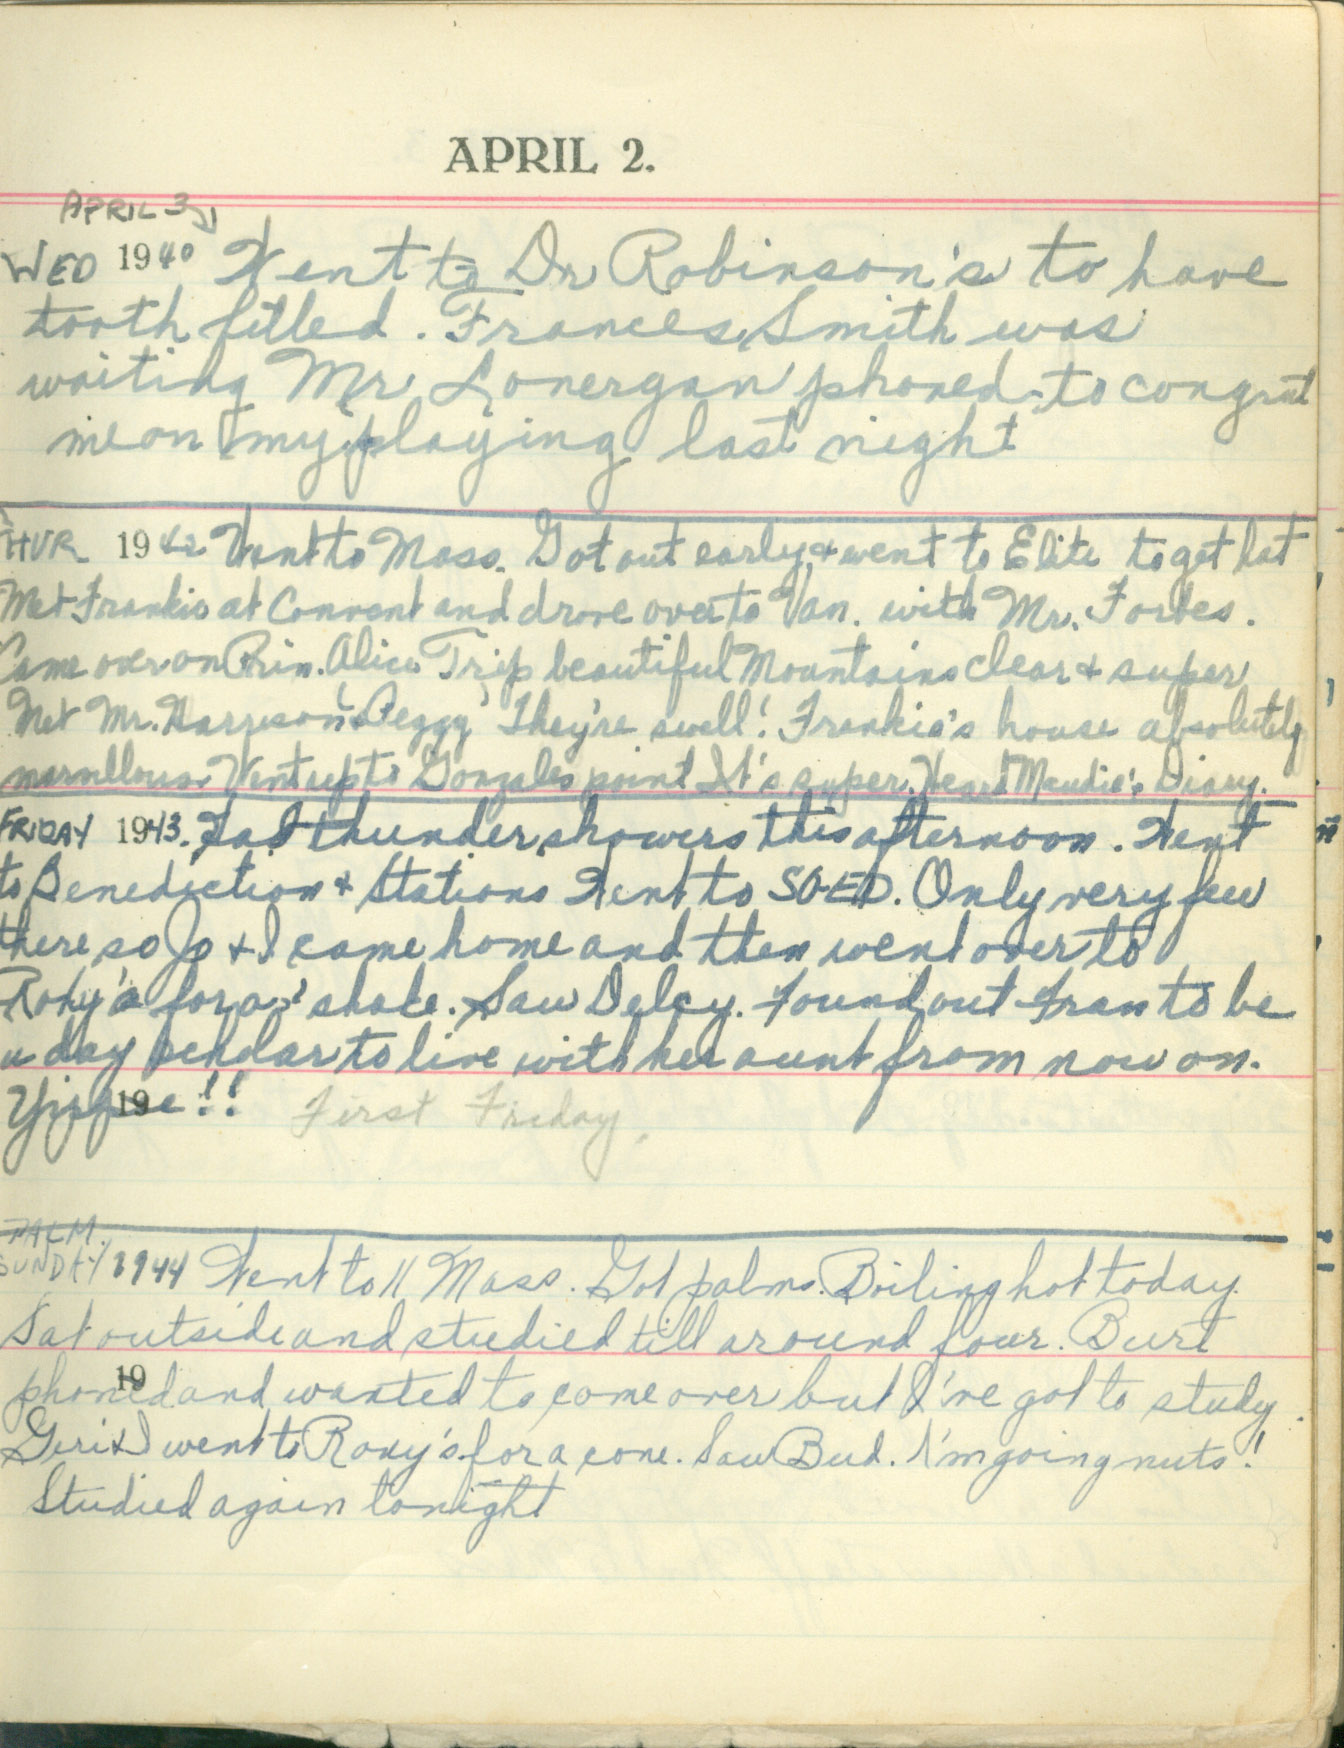 APRIL 2.
APRIL 3
WED 1940 Went to Dr Robinson's to have
tooth filled. Frances Smith was
waiting Mr Lonergan phoned to congrat
me on my playing last night
THUR 1942 Went to Mass. Got out early & went to Elite to get hat
Met Frankie at Convent and drove over to Van. with Mr. Forbes.
Came over on Prin. Alice Trip beautiful Mountains clear & super
Met Mr. Harrison & Peggy They're swell! Frankie's house absolutely
marvellous. Went up to Gonzales point It's super. Heard Diary.
FRIDAY 1943. Had thunder showers this afternoon. Went
to Benediction & Stations Went to SO-ED. Only very few
there so Jo & I came home and then went over to
Roxy's for a shake. Saw Delcy. Found out Fran to be
a day scholar to live with her aunt from now on.
Yippee!! 19 First Friday.
PALM
SUNDAY 1944 Went to 11 Mass. Got palms. Boiling hot today.
Sat outside and studied till around four. Burt
19
phoned and wanted to come over but I've got to study.
Geri & I went to Roxy's for a cone. Saw Bud. I'm going nuts!
Studied again tonight